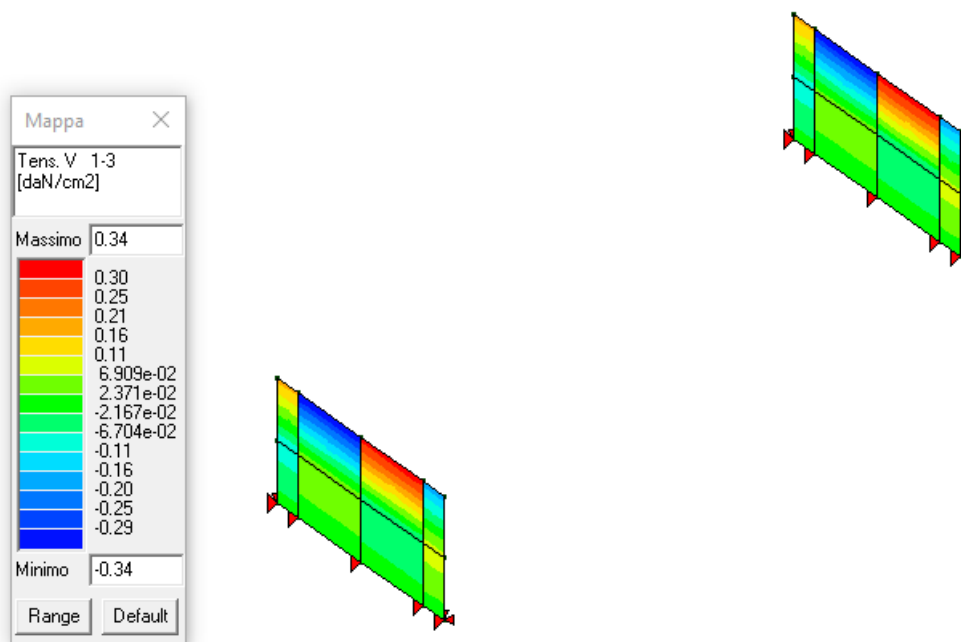 Mappa
Tens. V 1-3
[daN/cm2]
Massimo 0.34
0.30
0.25
0.21
0.16
0.11
6.909e-02
2.371e-02
-2.167e-02
-6.704e-02
-0.11
-0.16
-0.20
-0.25
-0.29
Minimo -0.34
Range Default